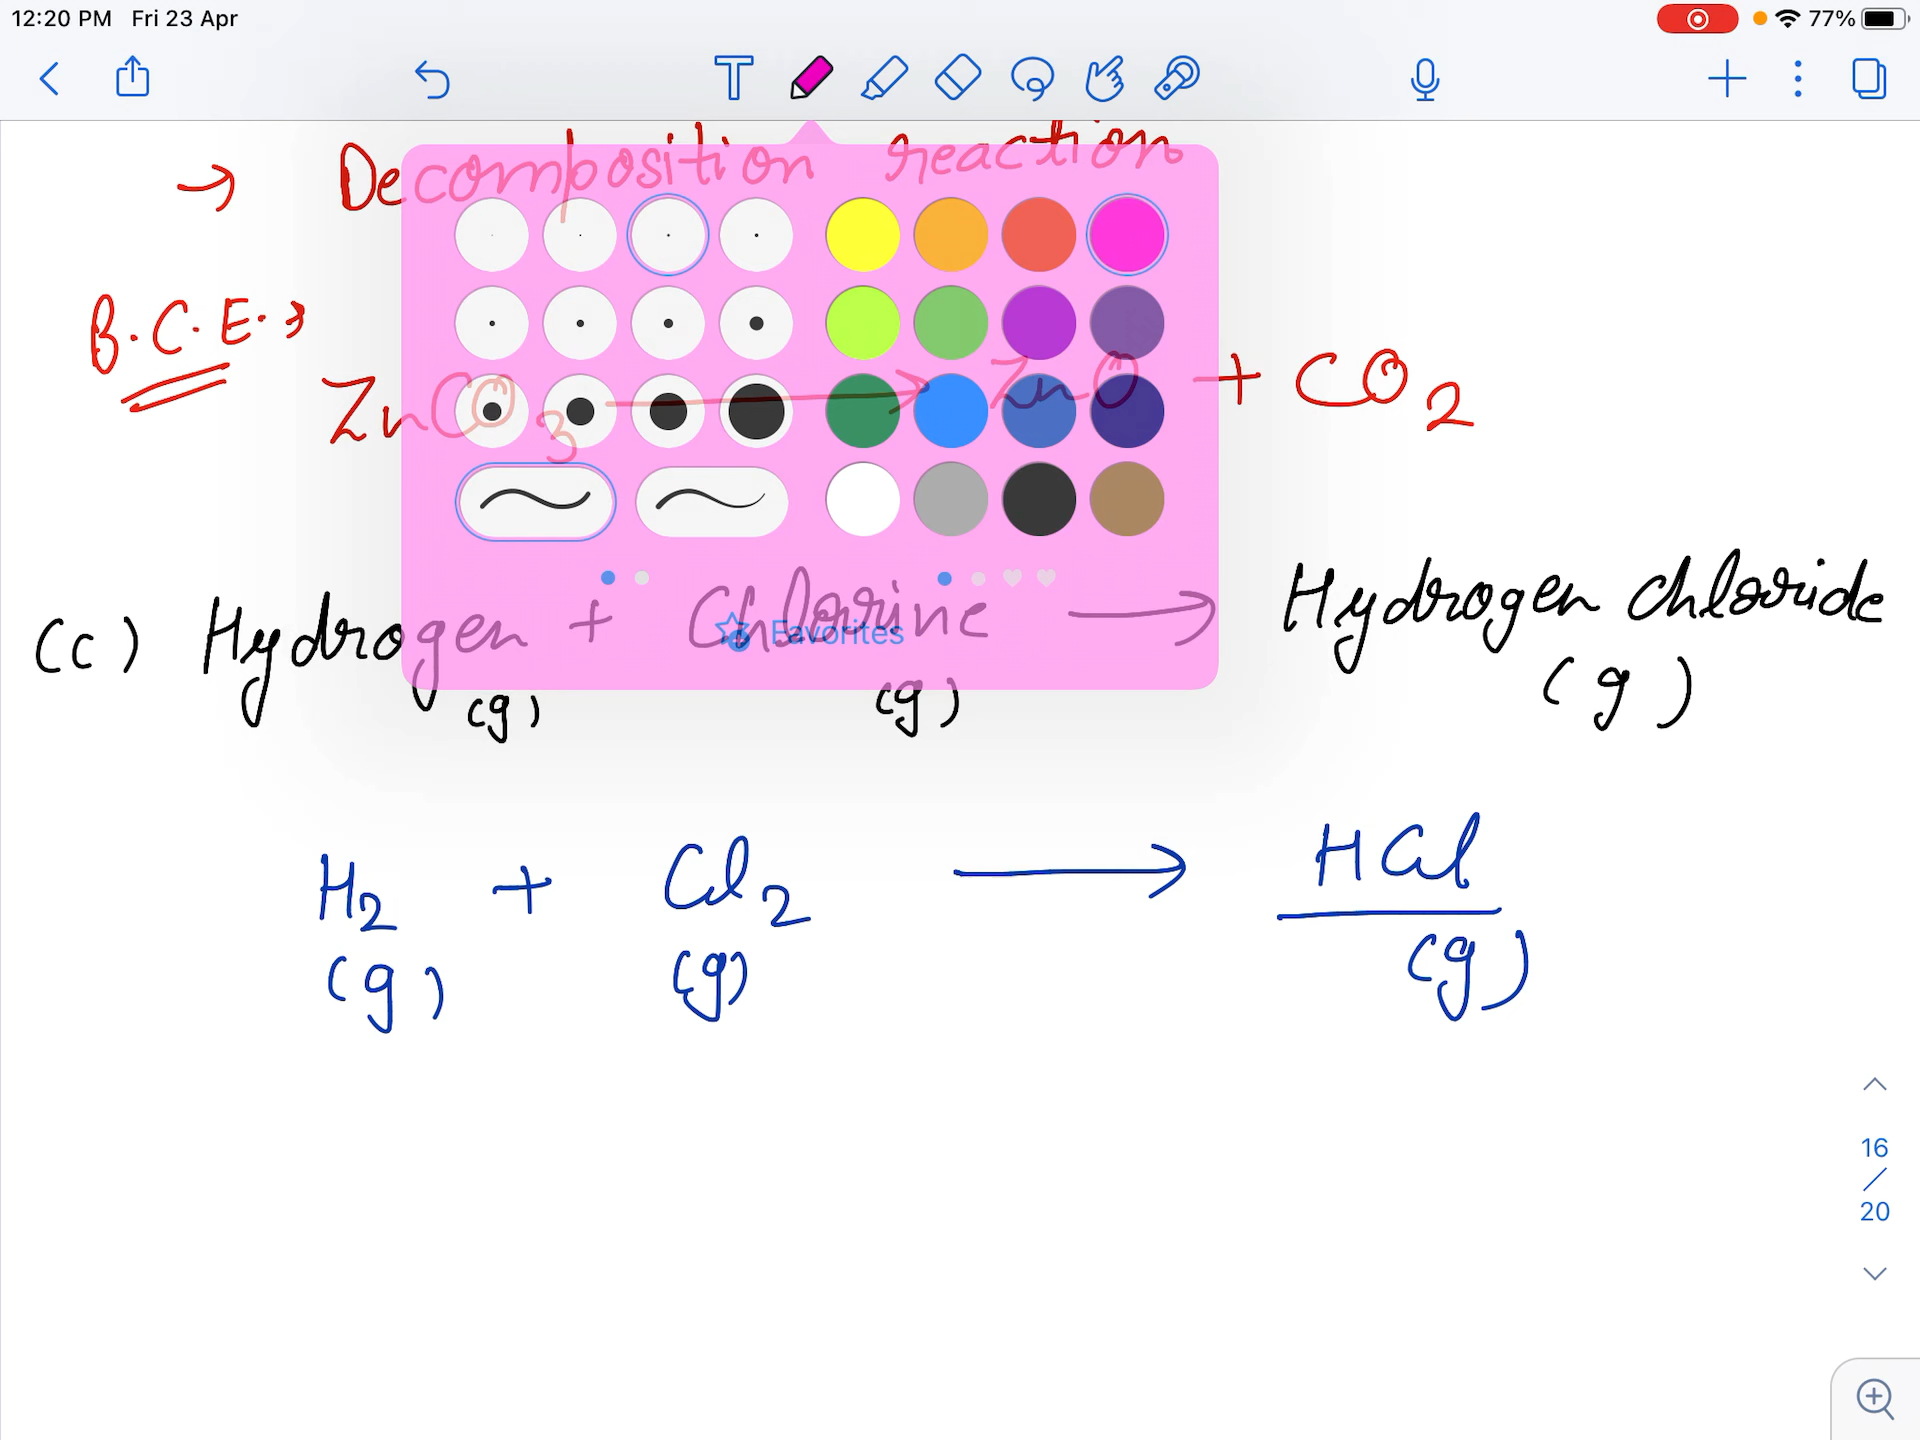 12:20 PM Fri 23 Apr 77%
T
→ Decomposition reaction
B.C.E→
ZnCO3 → ZnO + CO2
(c) Hydrogen + Chlorine → Hydrogen chloride
(g) (g) (g)
Favorites
H2 + Cl2 → HCl
(g) (g) (g)
16
/
20